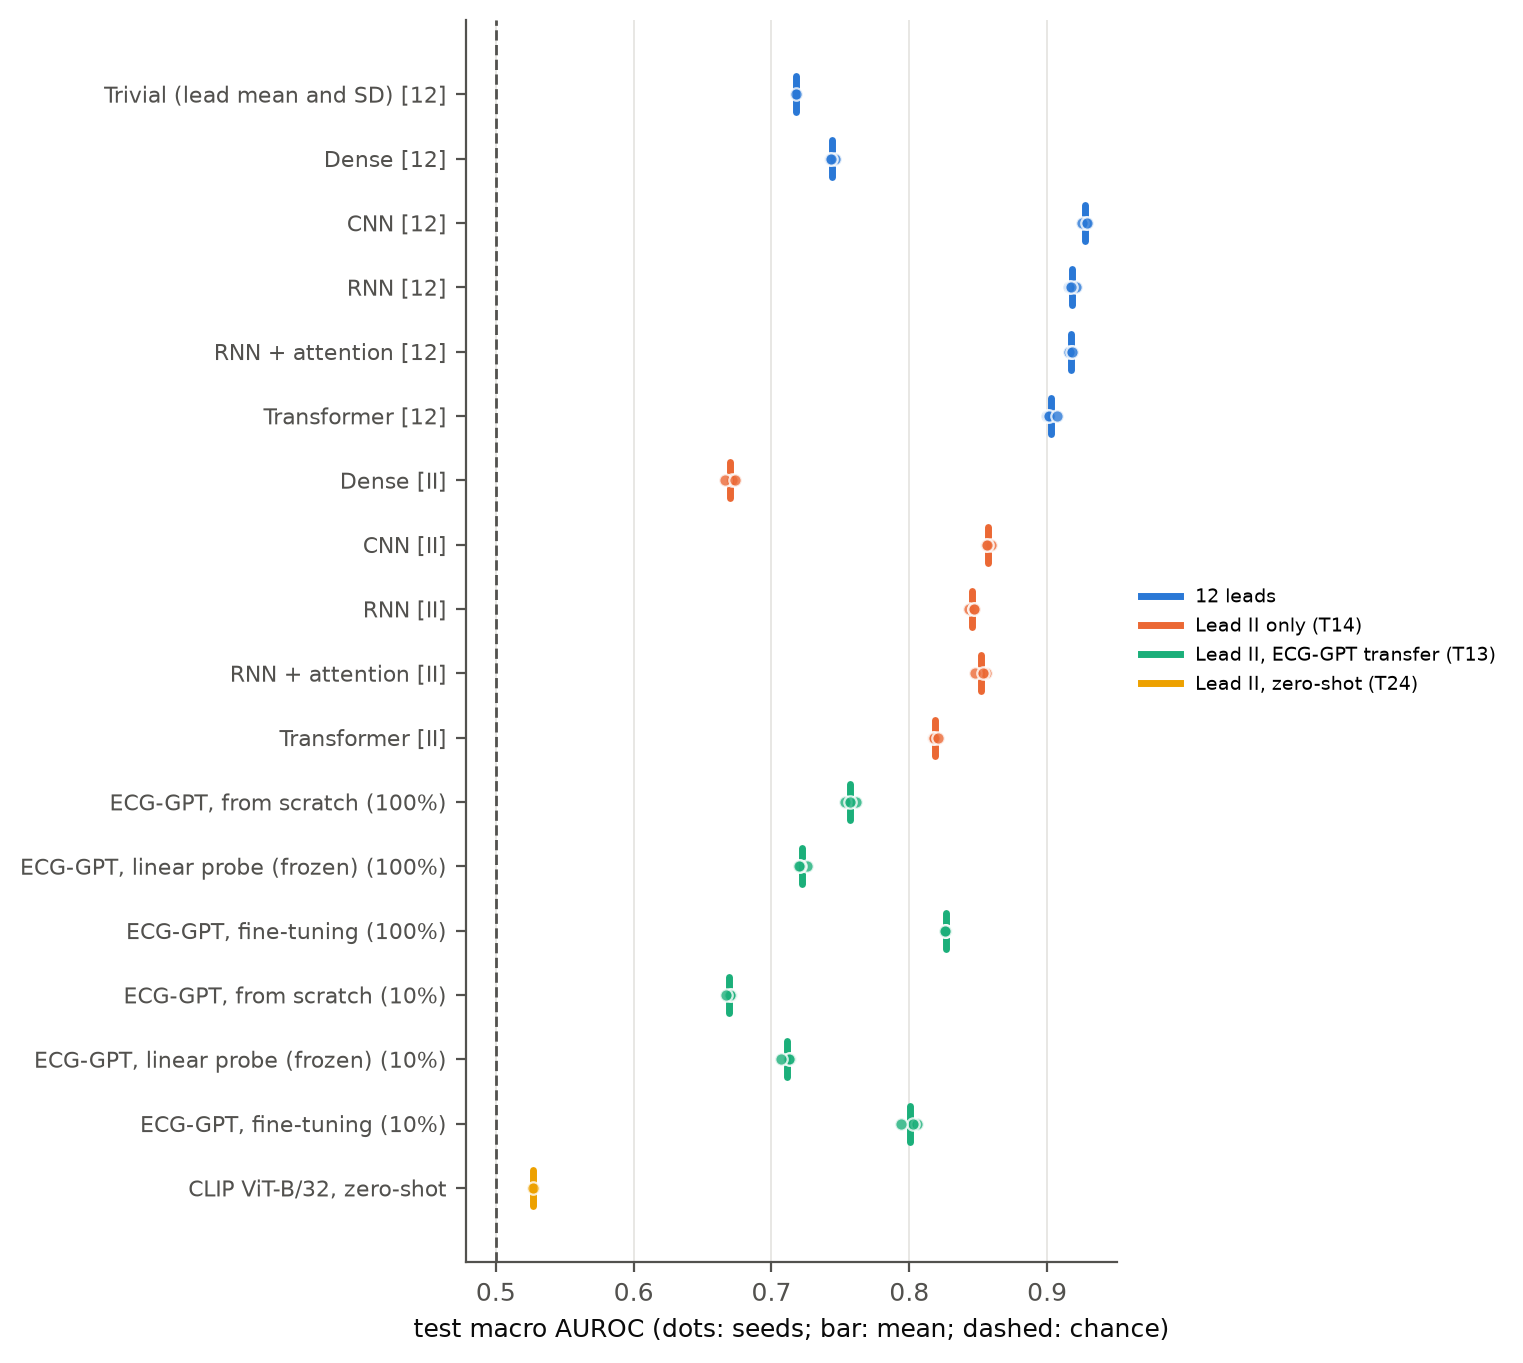 Trivial (lead mean and SD) [12]
Dense [12]
CNN [12]
RNN [12]
RNN + attention [12]
Transformer [12]
Dense [II]
CNN [II]
RNN [II]
RNN + attention [II]
Transformer [II]
ECG-GPT, from scratch (100%)
ECG-GPT, linear probe (frozen) (100%)
ECG-GPT, fine-tuning (100%)
ECG-GPT, from scratch (10%)
ECG-GPT, linear probe (frozen) (10%)
ECG-GPT, fine-tuning (10%)
CLIP ViT-B/32, zero-shot
12 leads
Lead II only (T14)
Lead II, ECG-GPT transfer (T13)
Lead II, zero-shot (T24)
0.5 0.6 0.7 0.8 0.9
test macro AUROC (dots: seeds; bar: mean; dashed: chance)